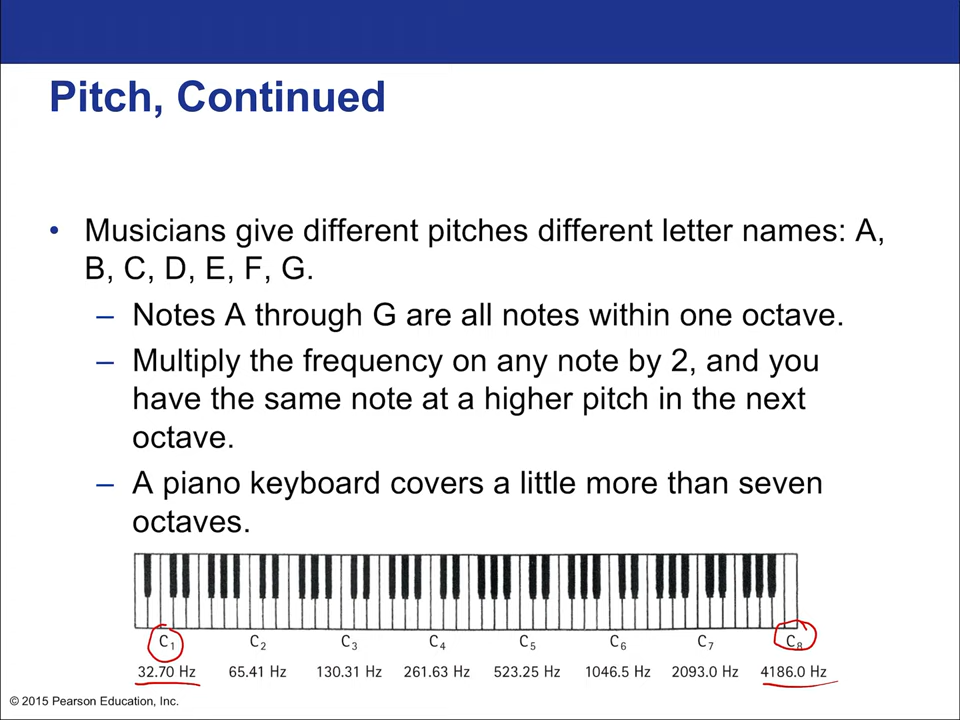 Pitch, Continued
• Musicians give different pitches different letter names: A,
B, C, D, E, F, G.
– Notes A through G are all notes within one octave.
– Multiply the frequency on any note by 2, and you
have the same note at a higher pitch in the next
octave.
– A piano keyboard covers a little more than seven
octaves.
C₁ C₂ C₃ C₄ C₅ C₆ C₇ C₈
32.70 Hz 65.41 Hz 130.31 Hz 261.63 Hz 523.25 Hz 1046.5 Hz 2093.0 Hz 4186.0 Hz
© 2015 Pearson Education, Inc.